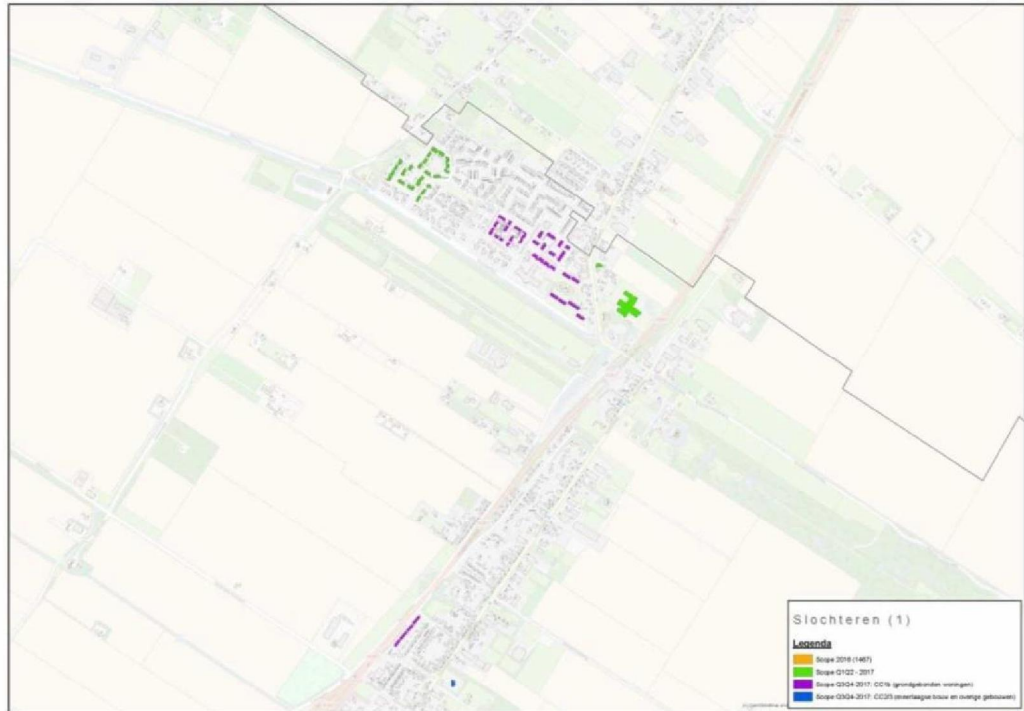 Slochteren (1)
Legenda
Scope 2016 (1467)
Scope Q1Q2 - 2017
Scope Q3Q4-2017: CC1b (grondgebonden woningen)
Scope Q3Q4-2017: CC2/3 (meerlaagse bouw en overige gebouwen)